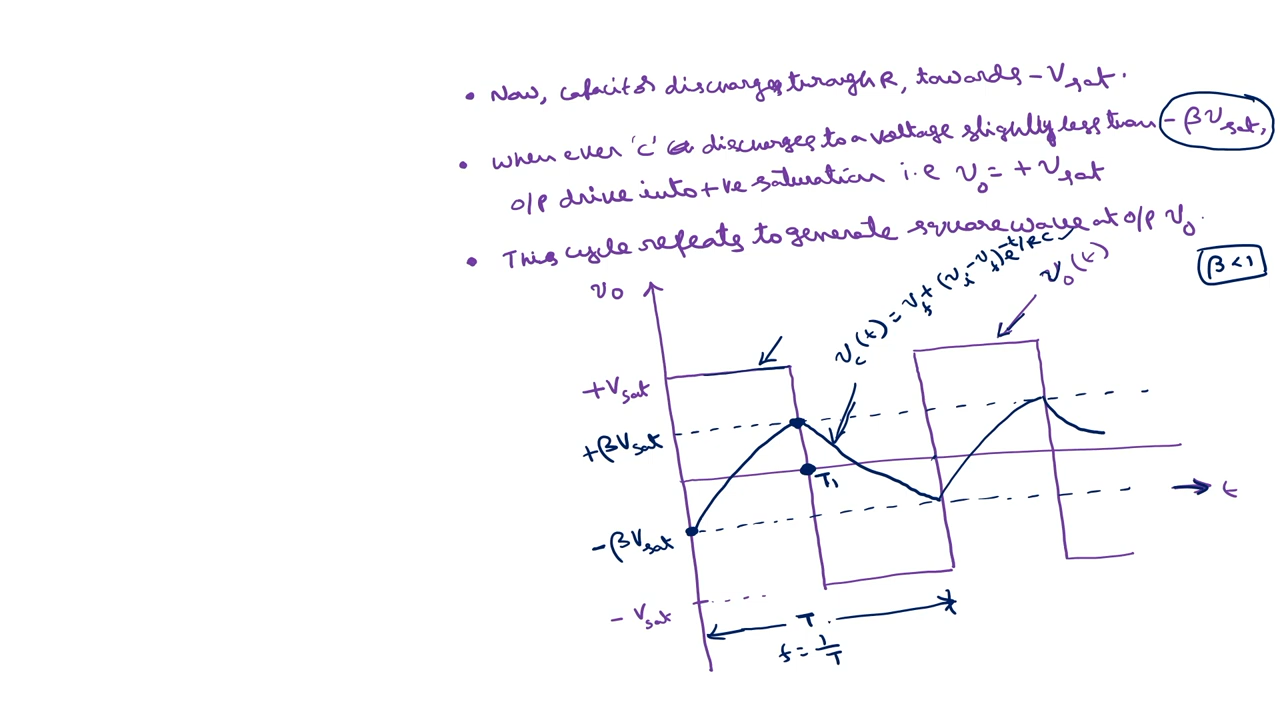 • Now, capacitor discharges through R, towards - Vsat.
• when ever 'c' discharges to a voltage slightly less than - βVsat,
o/p drive into +ve saturation i.e v₀ = + Vsat
• This cycle repeats to generate square wave at o/p v₀.
β < 1
v₀
vc(t) = vf + (vi - vf) e^-t/RC
v₀(t)
+Vsat
+βVsat
T₁
t
-βVsat
- Vsat
T
f = 1/T